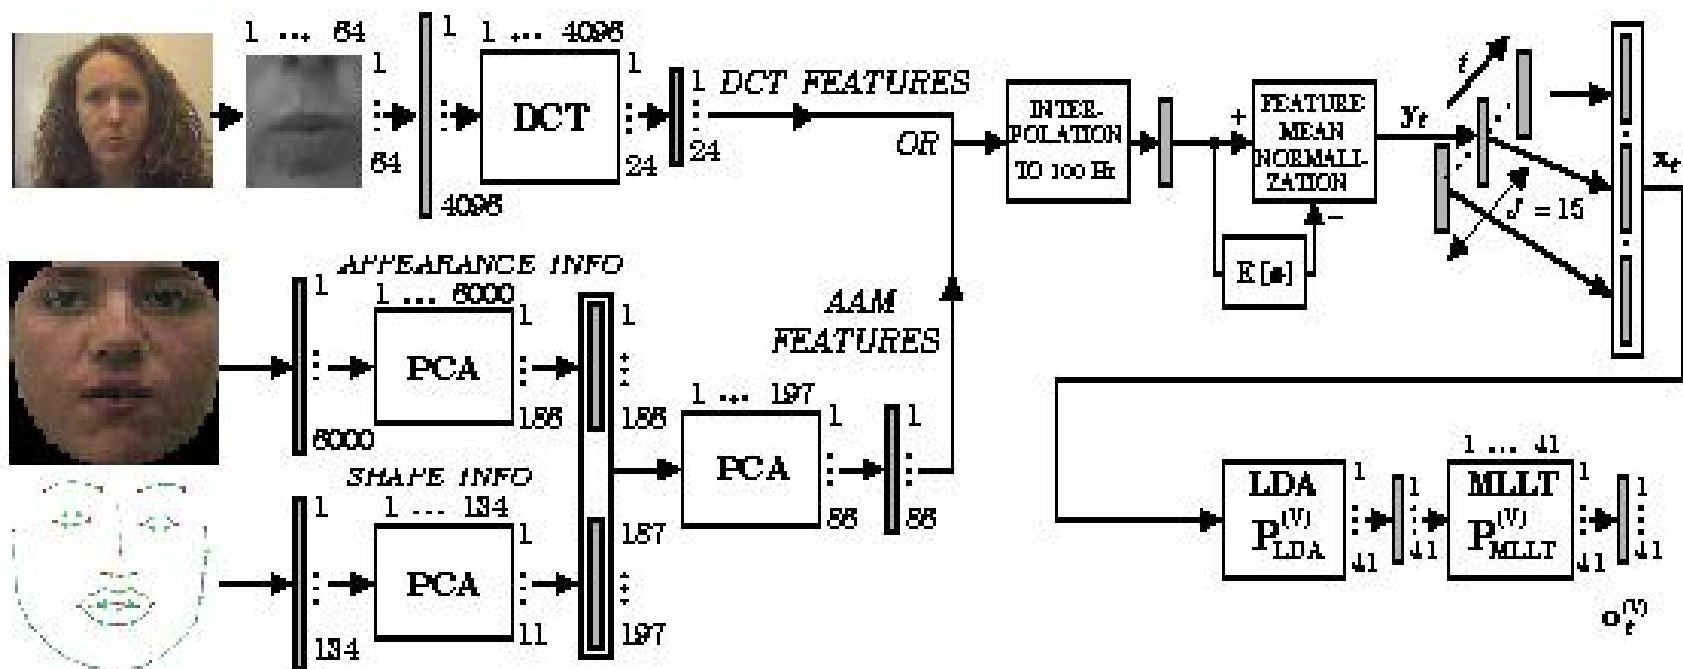 1 ... 64
1
64
1
4096
1 ... 4096
DCT
1
24
1
24
DCT FEATURES
OR
INTER-
POLATION
TO 100 Hz
+
FEATURE
MEAN
NORMALI-
ZATION
−
E [•]
y_t
t
J = 15
x_t
APPEARANCE INFO
1
6000
1 ... 6000
PCA
1
186
1
186
SHAPE INFO
1
134
1 ... 134
PCA
1
11
187
197
1 ... 197
PCA
1
86
1
86
AAM
FEATURES
LDA
P_LDA^(V)
1
41
1
41
1 ... 41
MLLT
P_MLLT^(V)
1
41
1
41
o_t^(V)